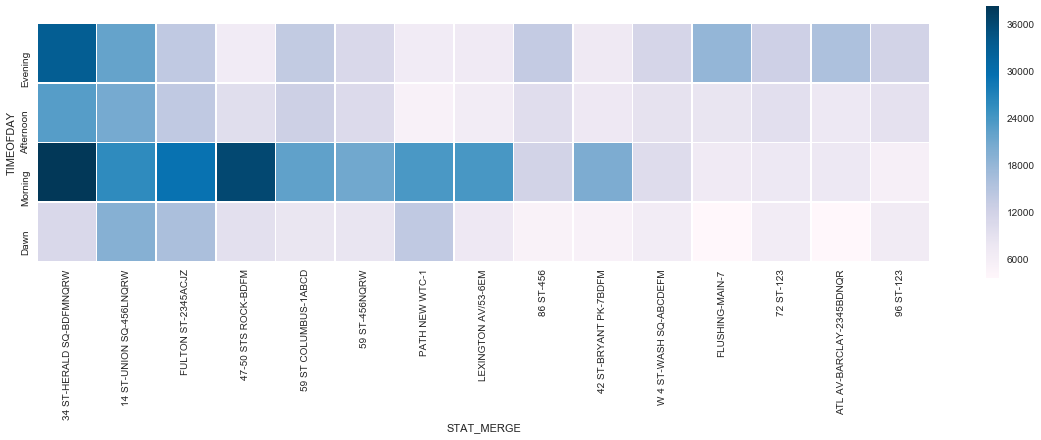 TIMEOFDAY
Evening
Afternoon
Morning
Dawn
34 ST-HERALD SQ-BDFMNQRW
14 ST-UNION SQ-456LNQRW
FULTON ST-2345ACJZ
47-50 STS ROCK-BDFM
59 ST COLUMBUS-1ABCD
59 ST-456NQRW
PATH NEW WTC-1
LEXINGTON AV/53-6EM
86 ST-456
42 ST-BRYANT PK-7BDFM
W 4 ST-WASH SQ-ABCDEFM
FLUSHING-MAIN-7
72 ST-123
ATL AV-BARCLAY-2345BDNQR
96 ST-123
STAT_MERGE
36000
30000
24000
18000
12000
6000